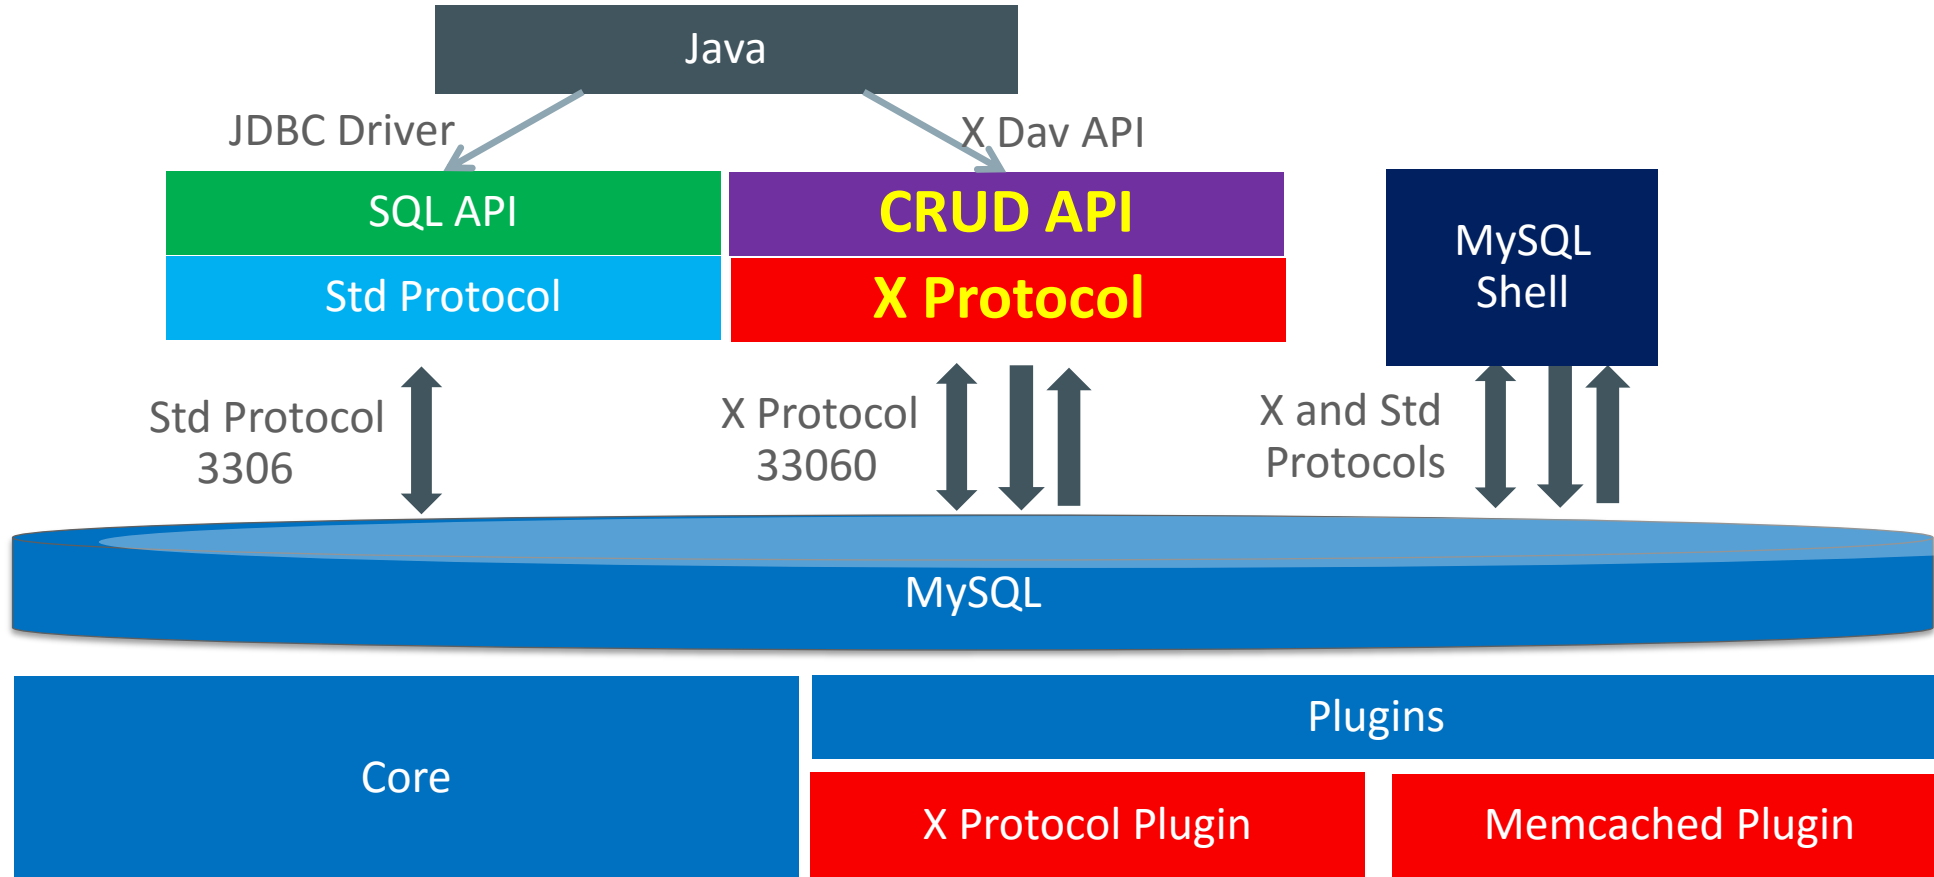 Java
JDBC Driver
X Dav API
SQL API
CRUD API
Std Protocol
X Protocol
MySQL
Shell
Std Protocol
3306
X Protocol
33060
X and Std
Protocols
MySQL
Core
Plugins
X Protocol Plugin
Memcached Plugin